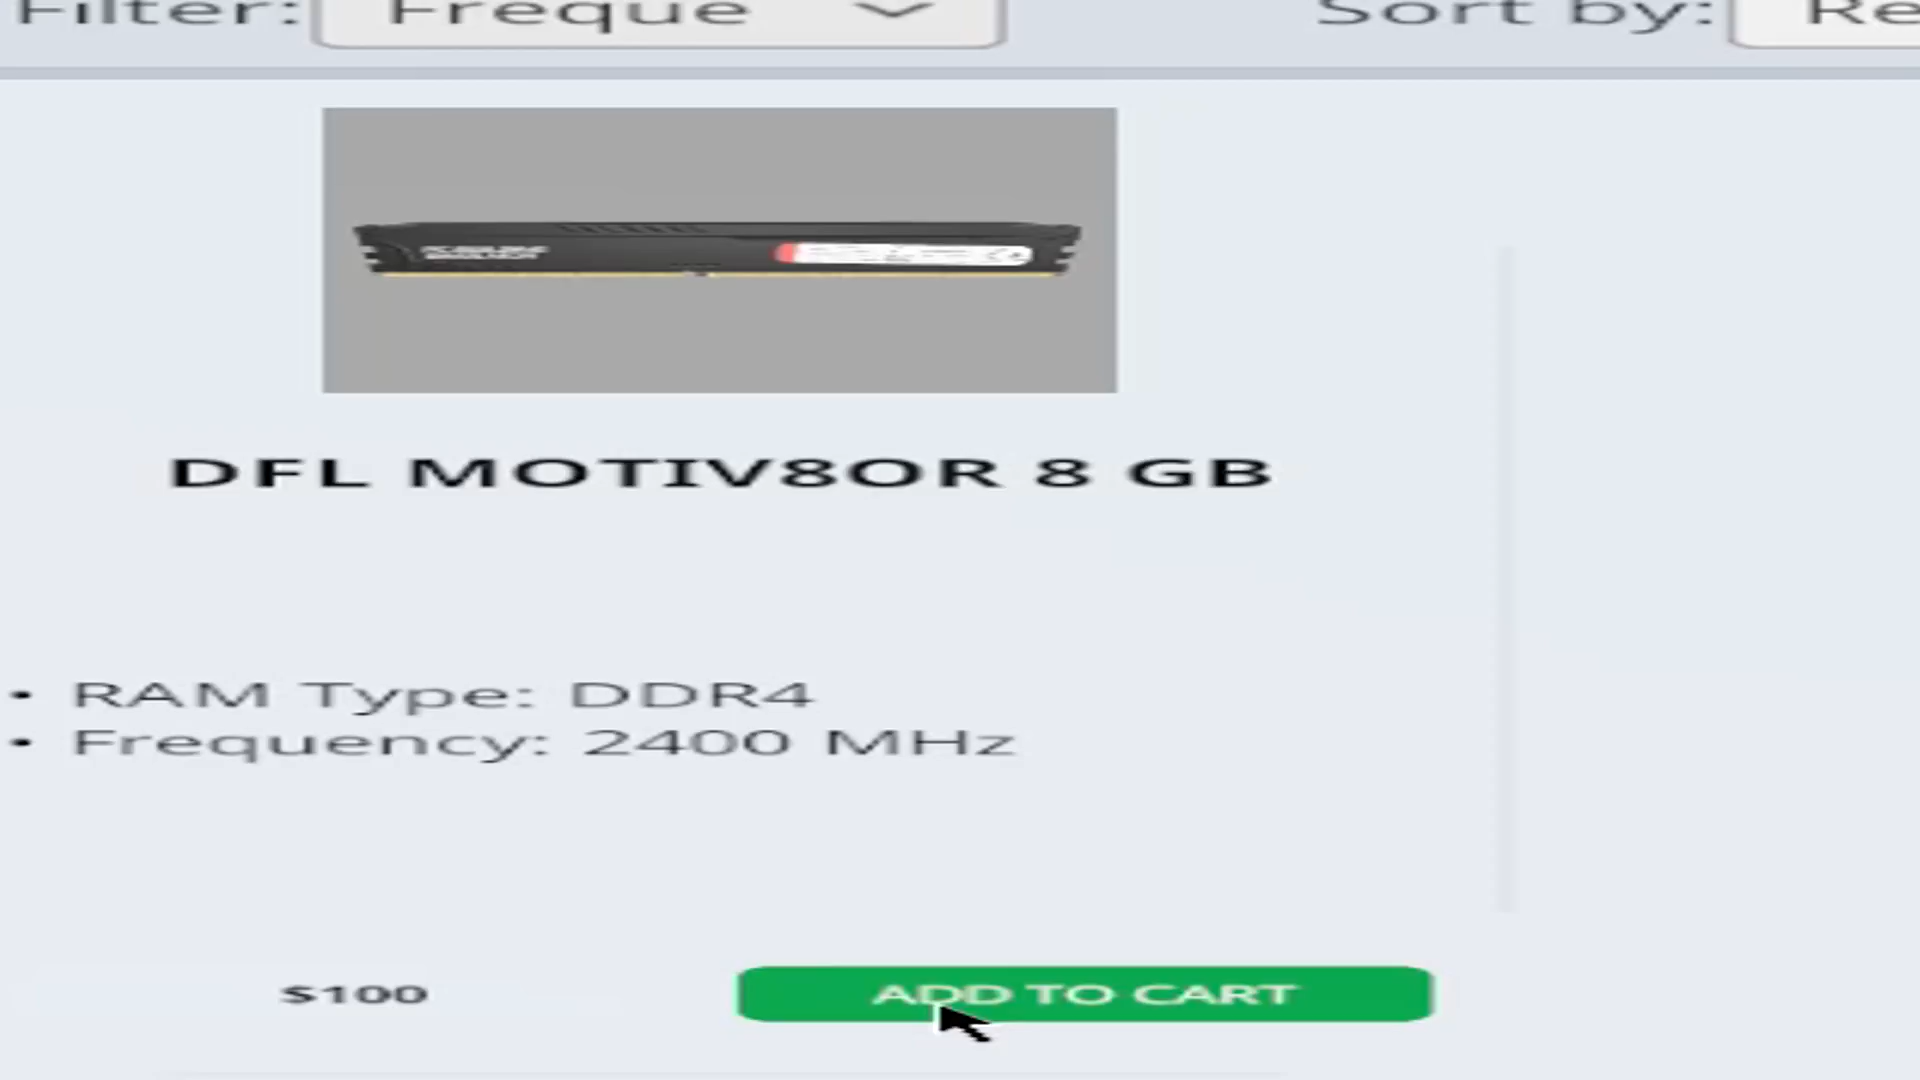 Filter: Freque
Sort by: Re
DFL MOTIV8OR 8 GB
• RAM Type: DDR4
• Frequency: 2400 MHz
$100
ADD TO CART